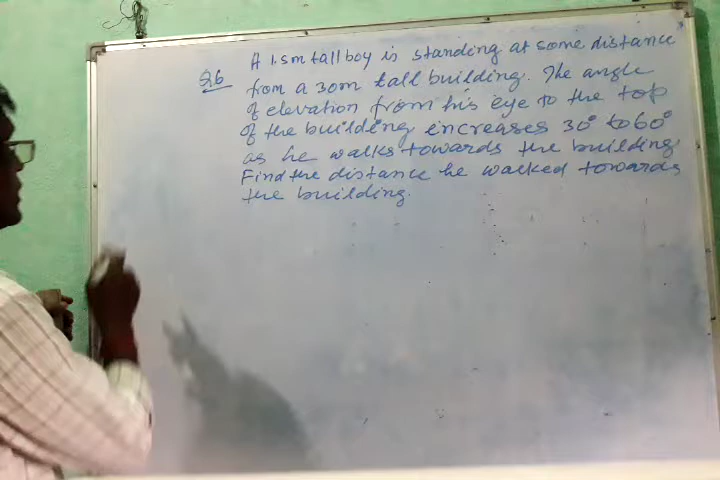 Q.6 A 1.5m tall boy is standing at some distance
from a 30m tall building. The angle
of elevation from his eye to the top
of the building increases 30° to 60°
as he walks towards the building
Find the distance he walked towards
the building.